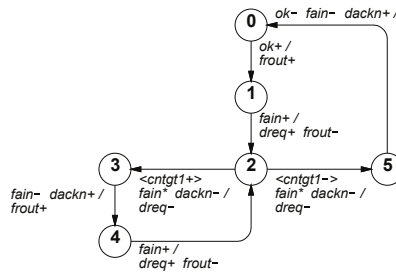 ok− fain− dackn+ /
0
ok+ /
frout+
1
fain+ /
dreq+ frout−
3
<cntgt1+>
fain* dackn− /
dreq−
2
<cntgt1−>
fain* dackn− /
dreq−
5
fain− dackn+ /
frout+
4
fain+ /
dreq+ frout−